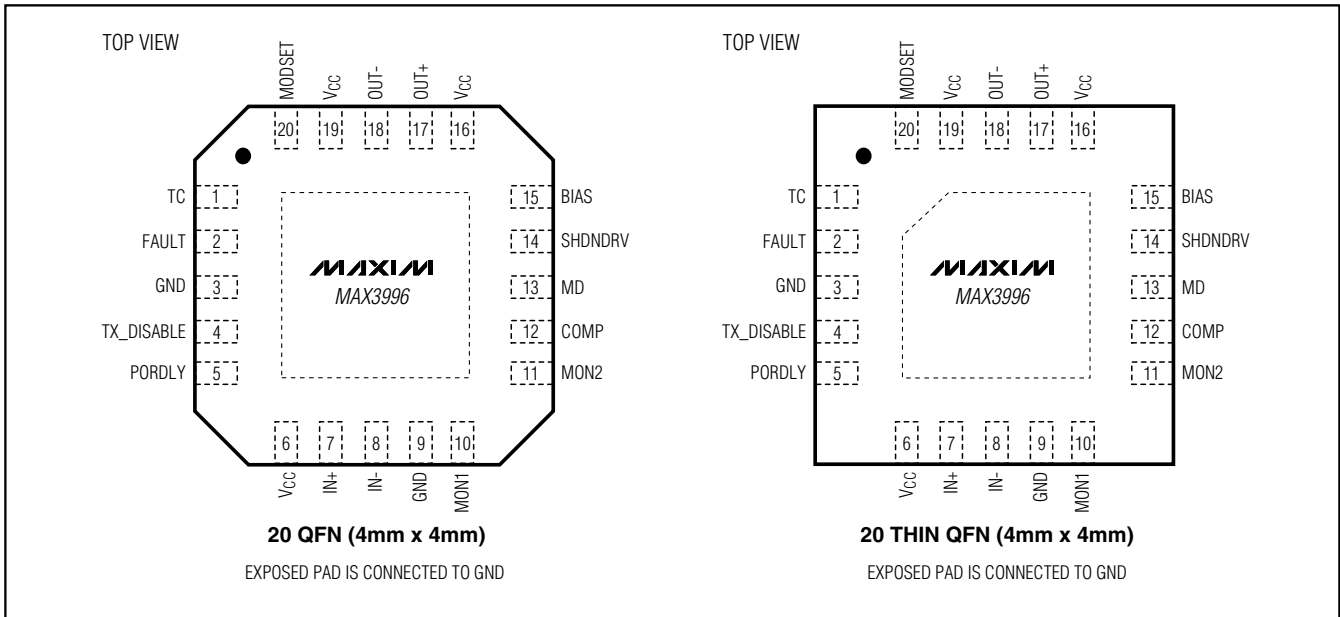 TOP VIEW
MODSET
VCC
OUT-
OUT+
VCC
20
19
18
17
16
TC 1
15 BIAS
FAULT 2
14 SHDNDRV
GND 3
13 MD
TX_DISABLE 4
12 COMP
PORDLY 5
11 MON2
MAXIM
MAX3996
6
7
8
9
10
VCC
IN+
IN-
GND
MON1
20 QFN (4mm x 4mm)
EXPOSED PAD IS CONNECTED TO GND
TOP VIEW
MODSET
VCC
OUT-
OUT+
VCC
20
19
18
17
16
TC 1
15 BIAS
FAULT 2
14 SHDNDRV
GND 3
13 MD
TX_DISABLE 4
12 COMP
PORDLY 5
11 MON2
MAXIM
MAX3996
6
7
8
9
10
VCC
IN+
IN-
GND
MON1
20 THIN QFN (4mm x 4mm)
EXPOSED PAD IS CONNECTED TO GND